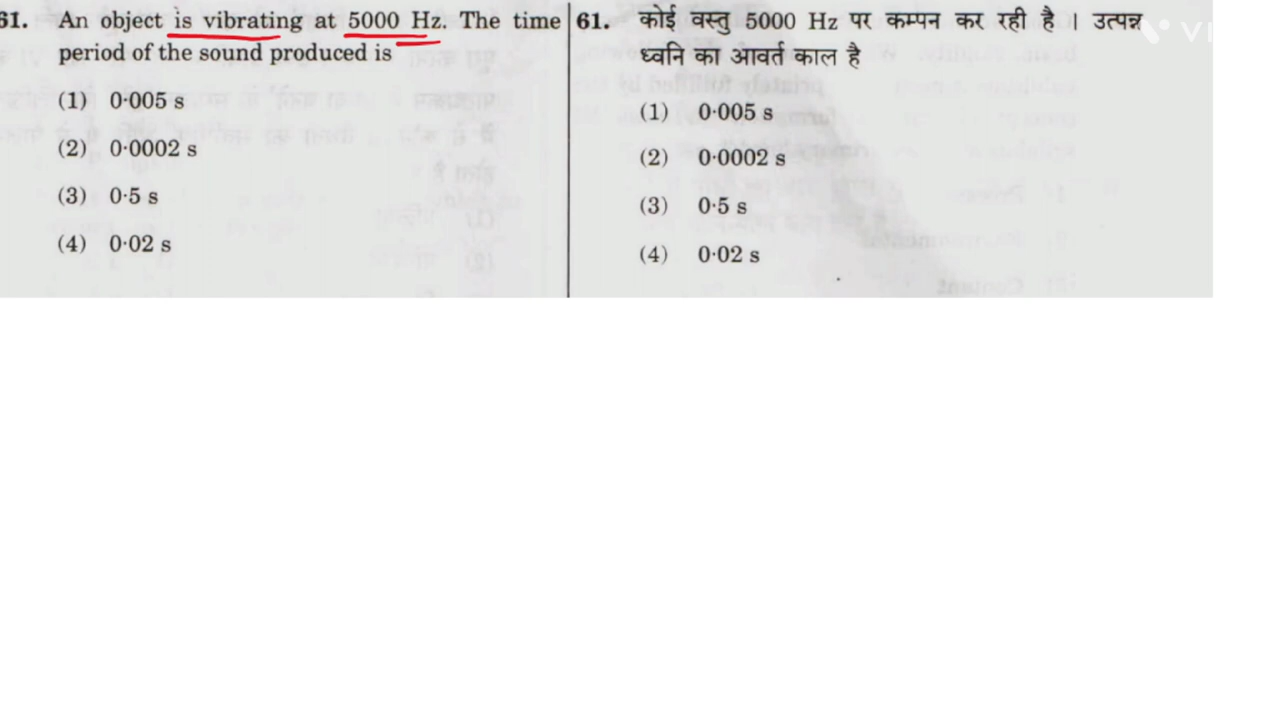 61. An object is vibrating at 5000 Hz. The time
period of the sound produced is
(1) 0·005 s
(2) 0·0002 s
(3) 0·5 s
(4) 0·02 s
61. कोई वस्तु 5000 Hz पर कम्पन कर रही है । उत्पन्न
ध्वनि का आवर्त काल है
(1) 0·005 s
(2) 0·0002 s
(3) 0·5 s
(4) 0·02 s